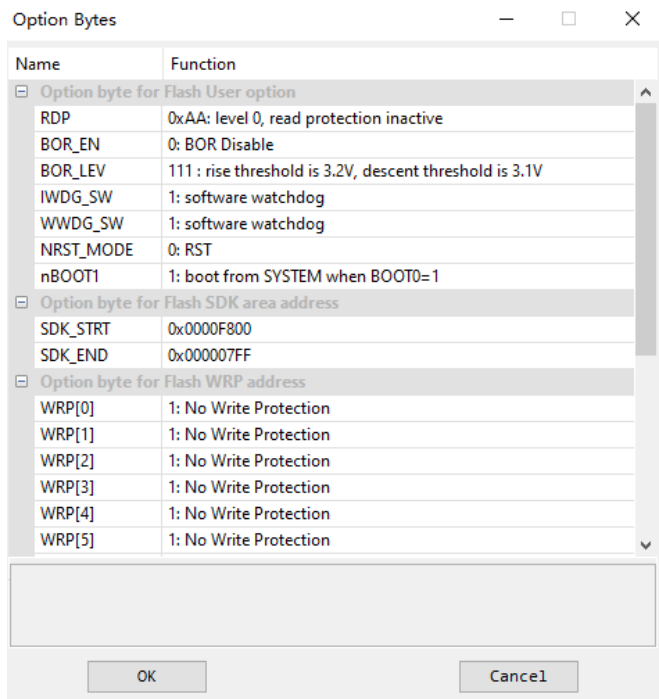 Option Bytes
Name Function
Option byte for Flash User option
RDP 0xAA: level 0, read protection inactive
BOR_EN 0: BOR Disable
BOR_LEV 111 : rise threshold is 3.2V, descent threshold is 3.1V
IWDG_SW 1: software watchdog
WWDG_SW 1: software watchdog
NRST_MODE 0: RST
nBOOT1 1: boot from SYSTEM when BOOT0=1
Option byte for Flash SDK area address
SDK_STRT 0x0000F800
SDK_END 0x000007FF
Option byte for Flash WRP address
WRP[0] 1: No Write Protection
WRP[1] 1: No Write Protection
WRP[2] 1: No Write Protection
WRP[3] 1: No Write Protection
WRP[4] 1: No Write Protection
WRP[5] 1: No Write Protection
OK Cancel